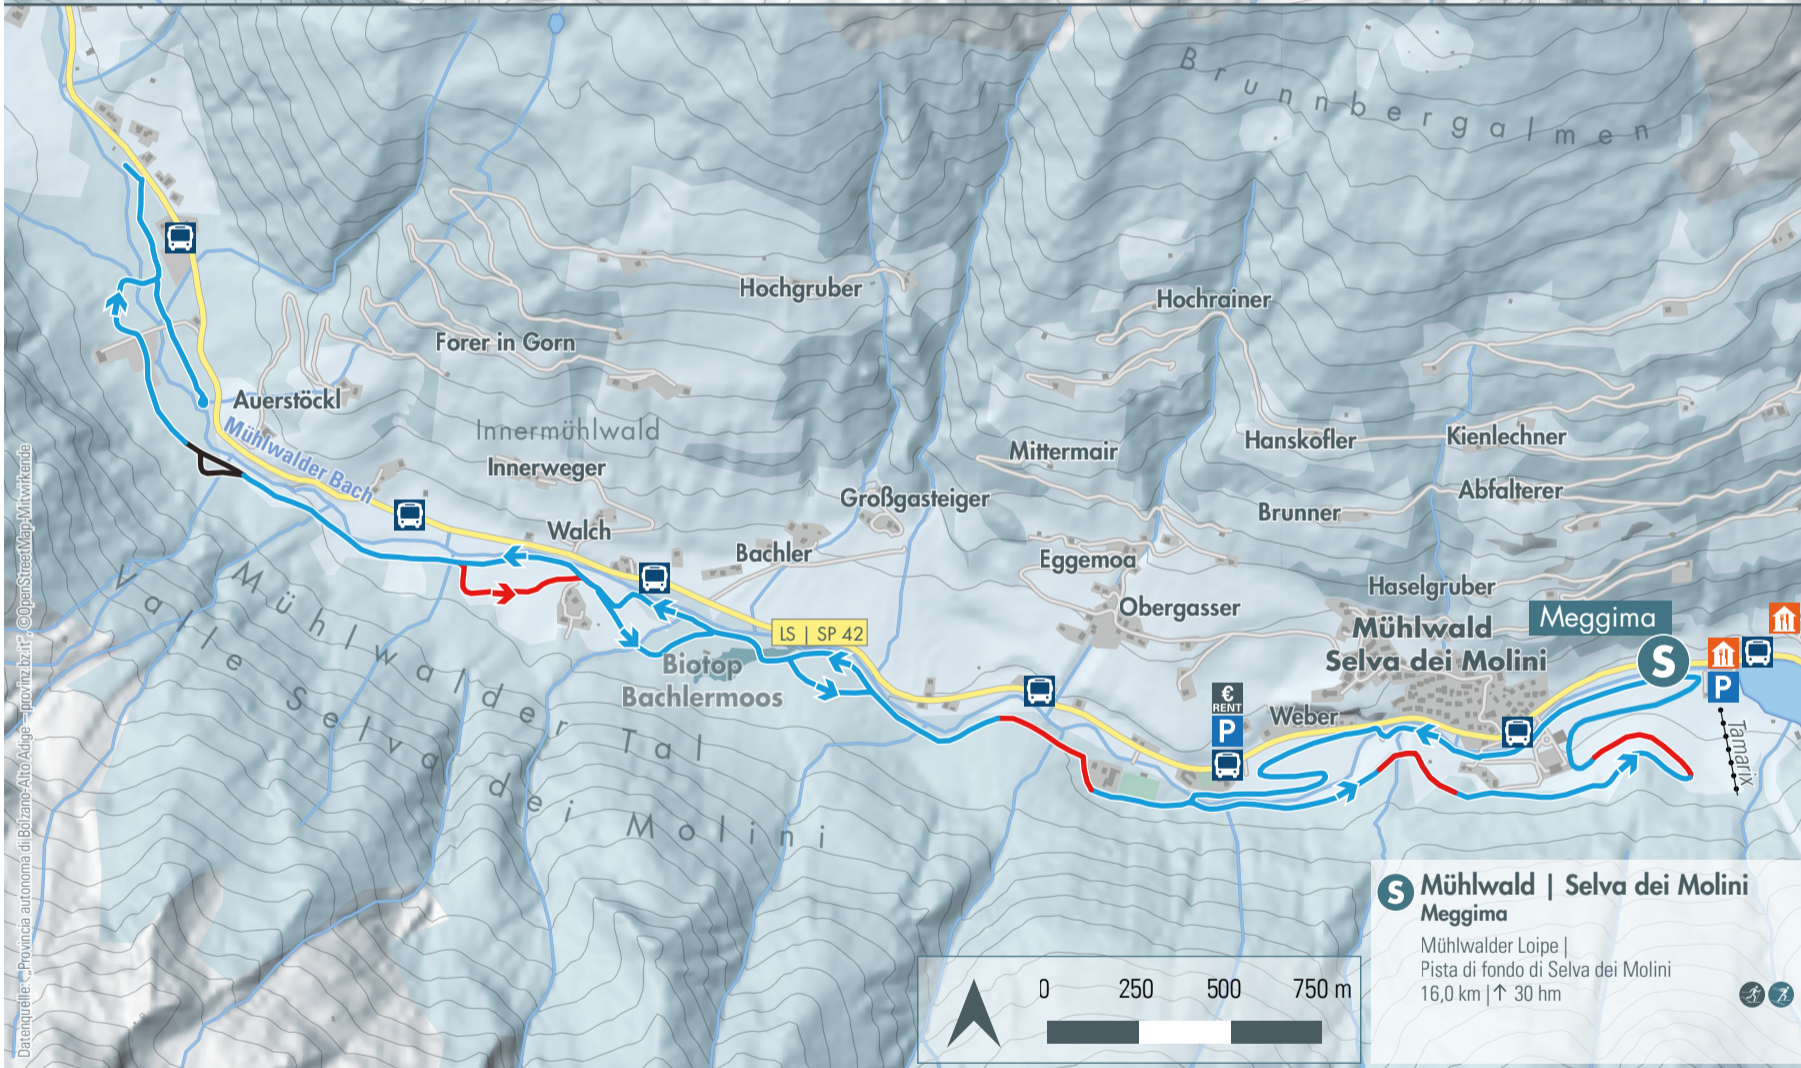 Brunnbergalmen
Hochgruber
Hochrainer
Forer in Gorn
Auerstöckl
Innermühlwald
Mühlwalder Bach
Innerweger
Mittermair
Hanskofler
Kienlechner
Großgasteiger
Abfalterer
Brunner
Walch
Bachler
Eggemoa
Haselgruber
Obergasser
Meggima
LS | SP 42
Mühlwald
Selva dei Molini
S
P
Biotop
Bachlermoos
€
RENT
P
Weber
Tamarix
Mühlwalder Tal
Valle Selva dei Molini
S Mühlwald | Selva dei Molini
Meggima
Mühlwalder Loipe |
Pista di fondo di Selva dei Molini
16,0 km |↑ 30 hm
0 250 500 750 m
Datenquelle: „Provincia autonoma di Bolzano-Alto Adige – provinz.bz.it“, ©OpenStreetMap-Mitwirkende